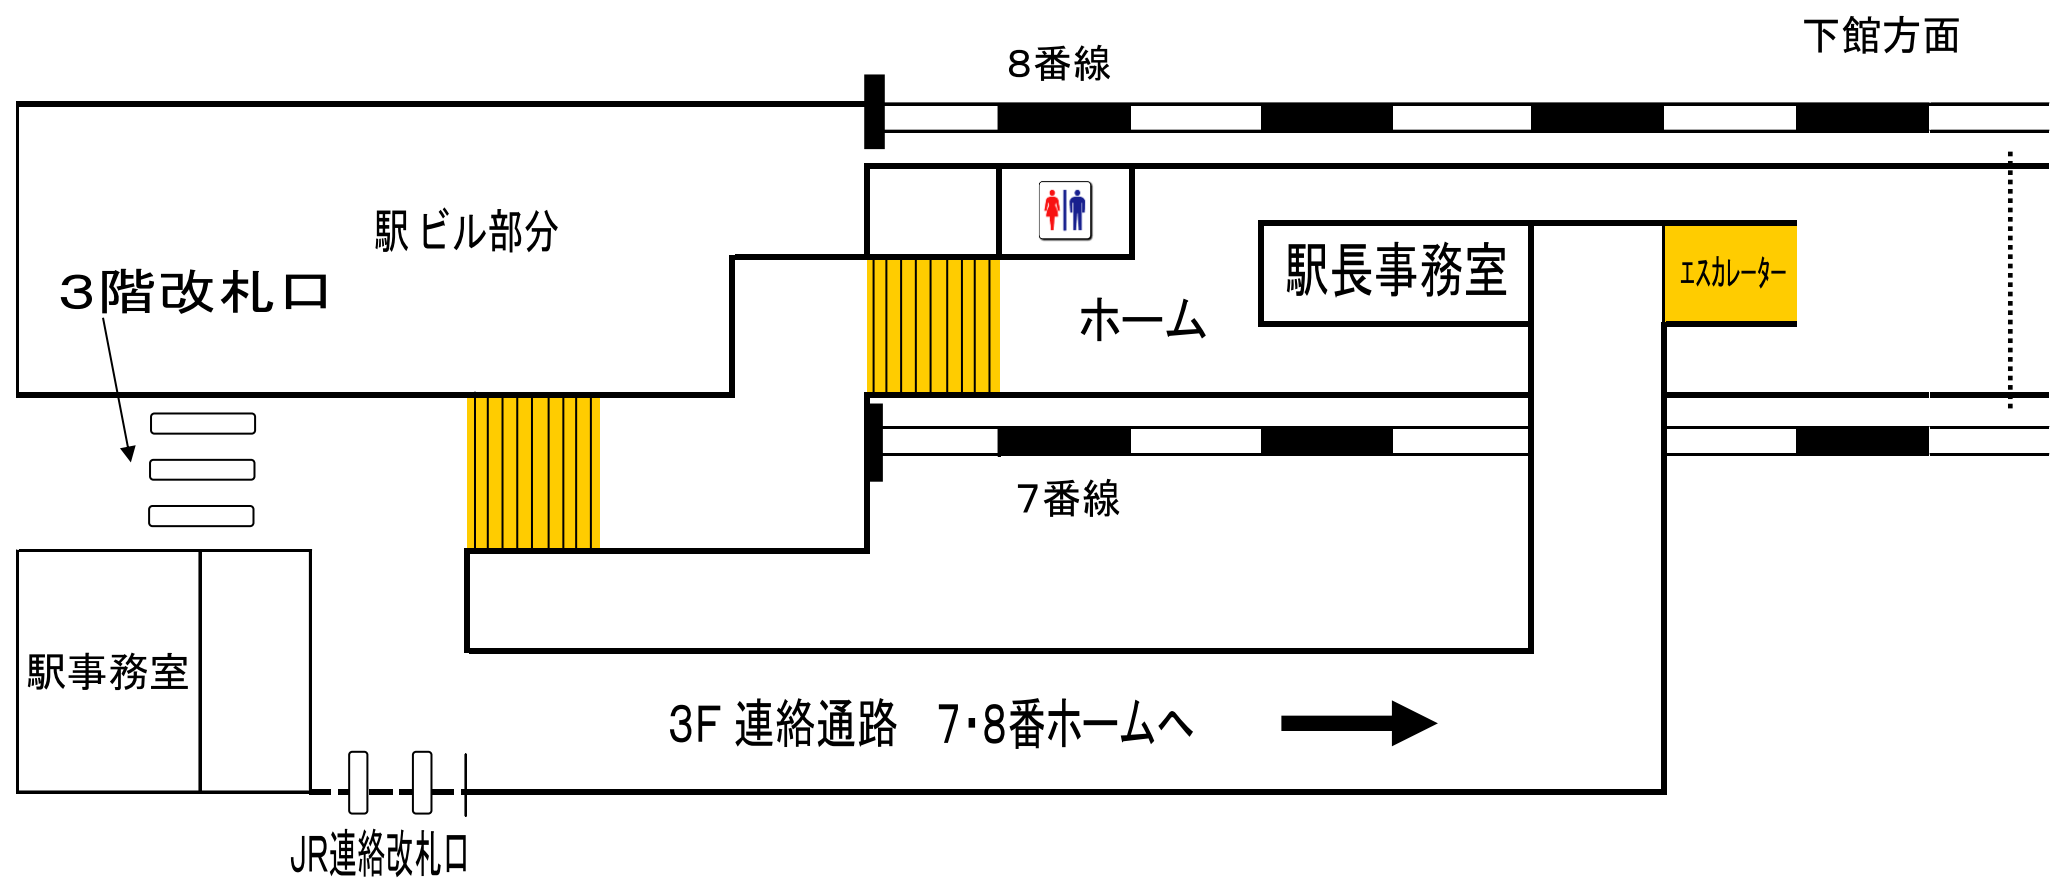 下館方面
８番線
駅ビル部分
３階改札口
駅長事務室
エスカレーター
ホーム
７番線
駅事務室
3F 連絡通路　7・8番ホームへ
JR連絡改札口